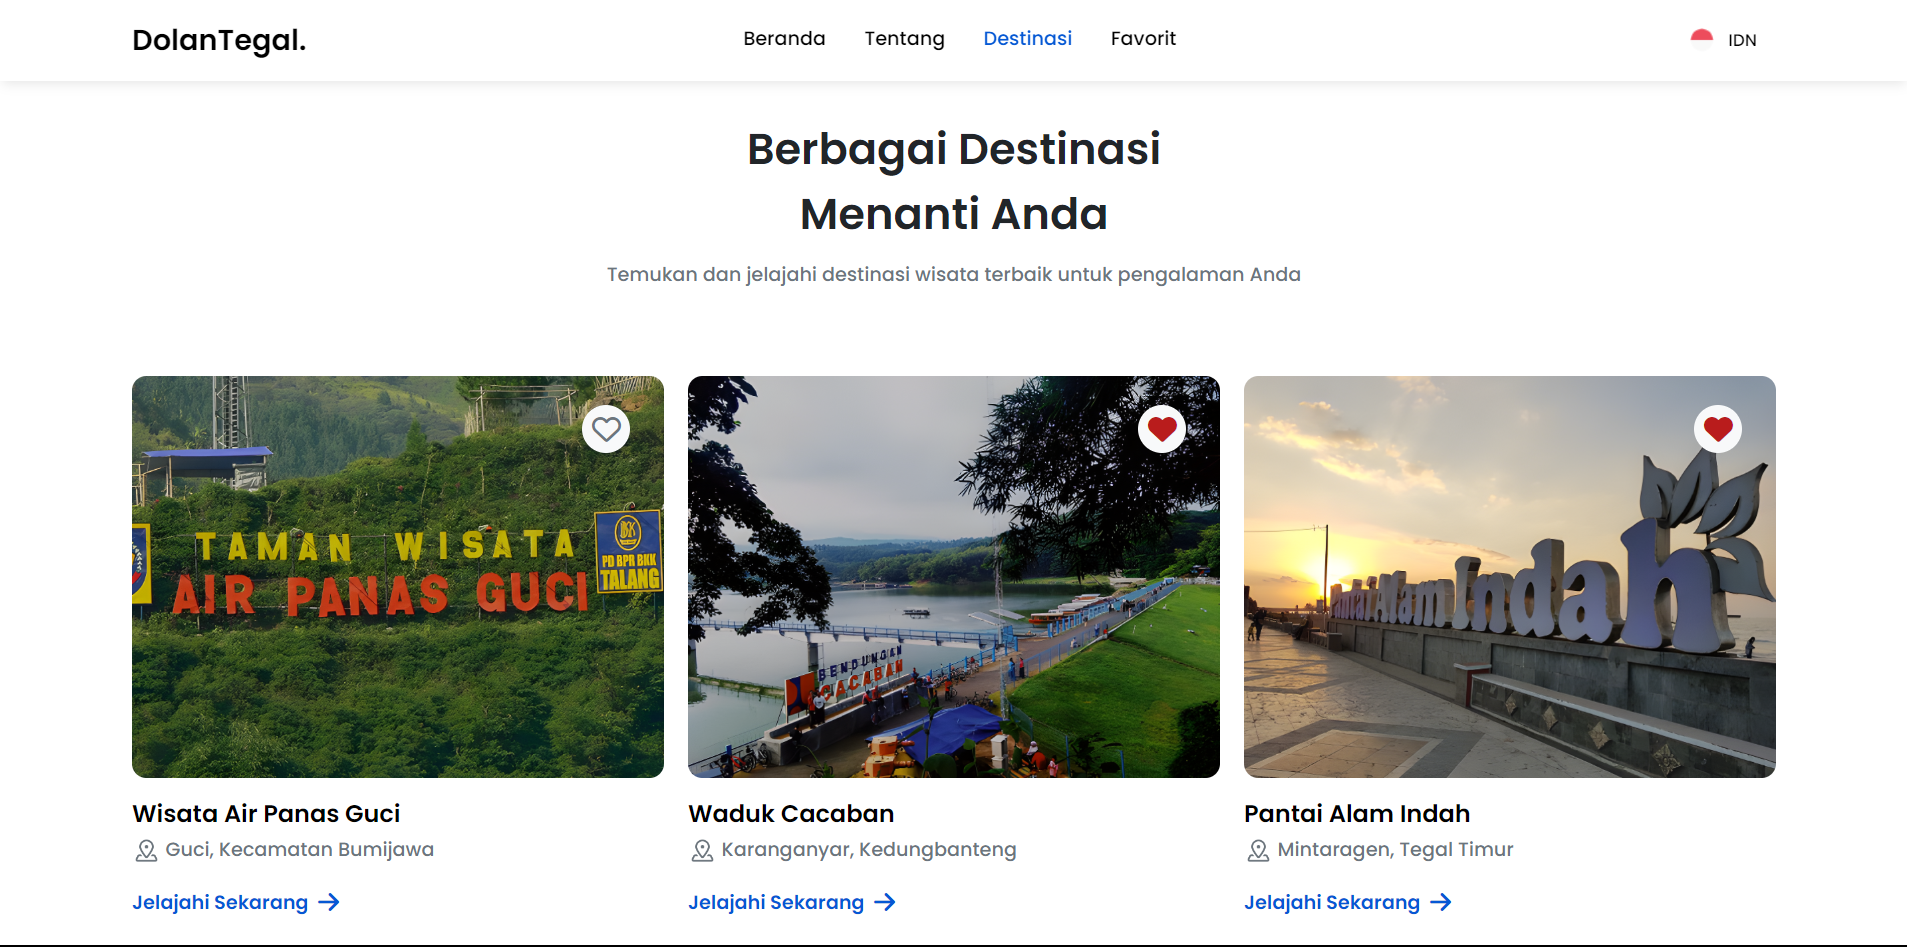 DolanTegal.
Beranda
Tentang
Destinasi
Favorit
IDN
Berbagai Destinasi
Menanti Anda
Temukan dan jelajahi destinasi wisata terbaik untuk pengalaman Anda
TAMAN WISATA
AIR PANAS GUCI
BKK
PD BPR BKK
TALANG
BENDUNGAN
CACABAN
Pantai Alam Indah
Wisata Air Panas Guci
Guci, Kecamatan Bumijawa
Jelajahi Sekarang
Waduk Cacaban
Karanganyar, Kedungbanteng
Jelajahi Sekarang
Pantai Alam Indah
Mintaragen, Tegal Timur
Jelajahi Sekarang